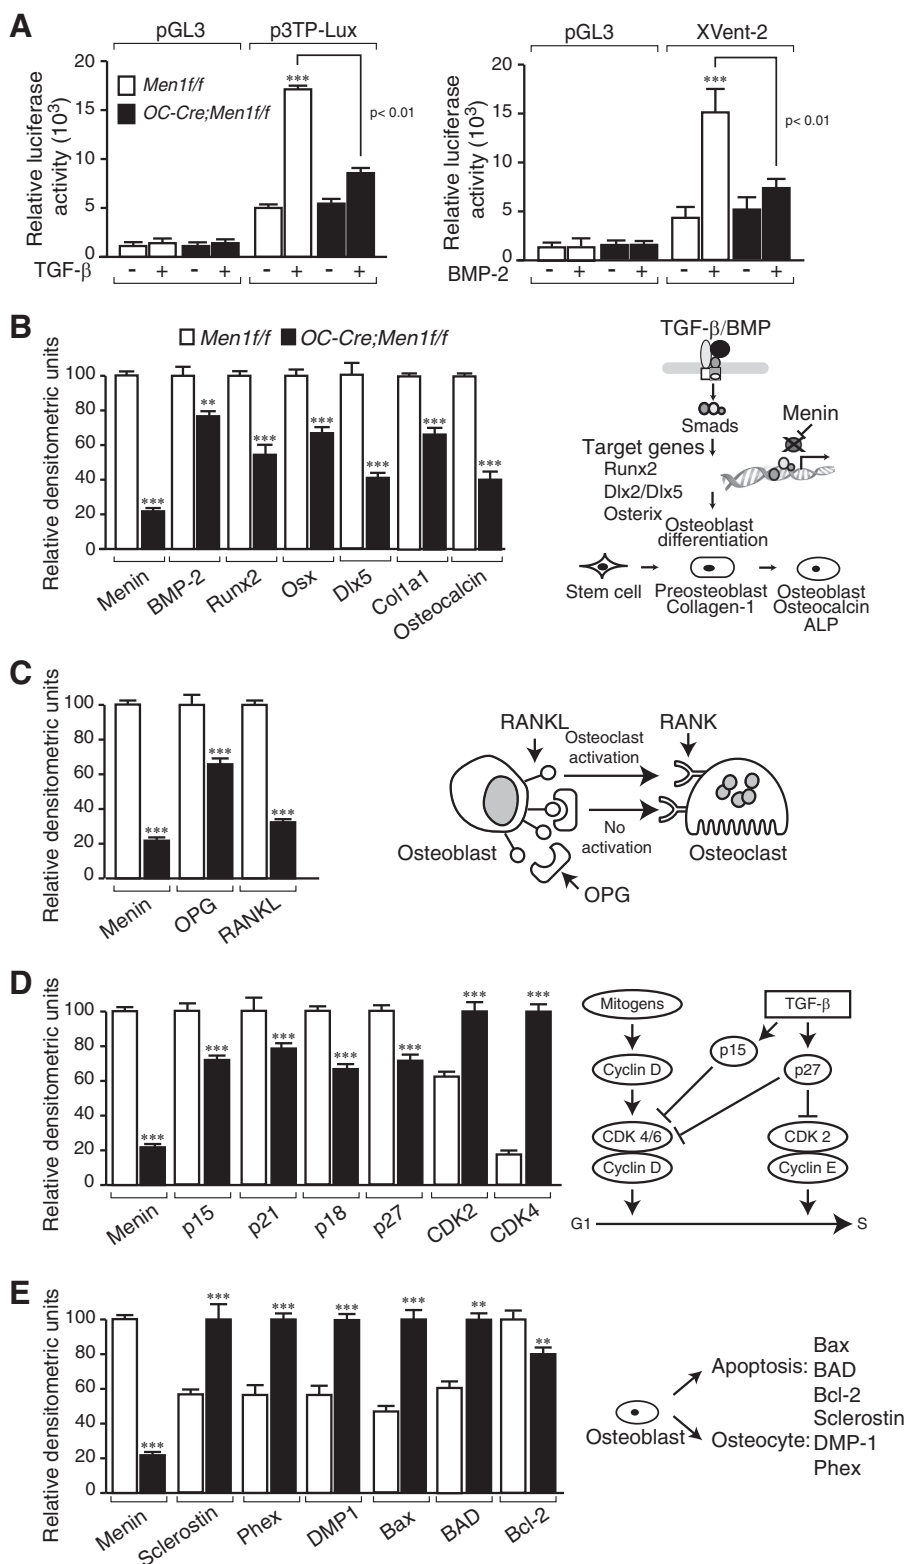 A
pGL3 p3TP-Lux
20
15
10
5
0
Relative luciferase
activity (10³)
Men1f/f
OC-Cre;Men1f/f
***
p< 0.01
TGF-β - + - + - + - +
pGL3 XVent-2
20
15
10
5
0
Relative luciferase
activity (10³)
***
p< 0.01
BMP-2 - + - + - + - +
B
Men1f/f OC-Cre;Men1f/f
Relative densitometric units
100
80
60
40
20
0
*** ** *** *** *** *** ***
Menin BMP-2 Runx2 Osx Dlx5 Col1a1 Osteocalcin
TGF-β/BMP
Smads
Menin
Target genes
Runx2
Dlx2/Dlx5
Osterix
Osteoblast
differentiation
Stem cell Preosteoblast Osteoblast
Collagen-1 Osteocalcin
ALP
C
Relative densitometric units
100
80
60
40
20
0
*** *** ***
Menin OPG RANKL
RANKL RANK
Osteoclast
activation
No
activation
Osteoblast Osteoclast
OPG
D
Relative densitometric units
100
80
60
40
20
0
*** *** *** *** *** *** ***
Menin p15 p21 p18 p27 CDK2 CDK4
Mitogens TGF-β
p15
Cyclin D p27
CDK 4/6 CDK 2
Cyclin D Cyclin E
G1 S
E
Relative densitometric units
100
80
60
40
20
0
*** *** *** *** *** ** **
Menin Sclerostin Phex DMP1 Bax BAD Bcl-2
Osteoblast
Apoptosis:
Bax
BAD
Bcl-2
Osteocyte:
Sclerostin
DMP-1
Phex